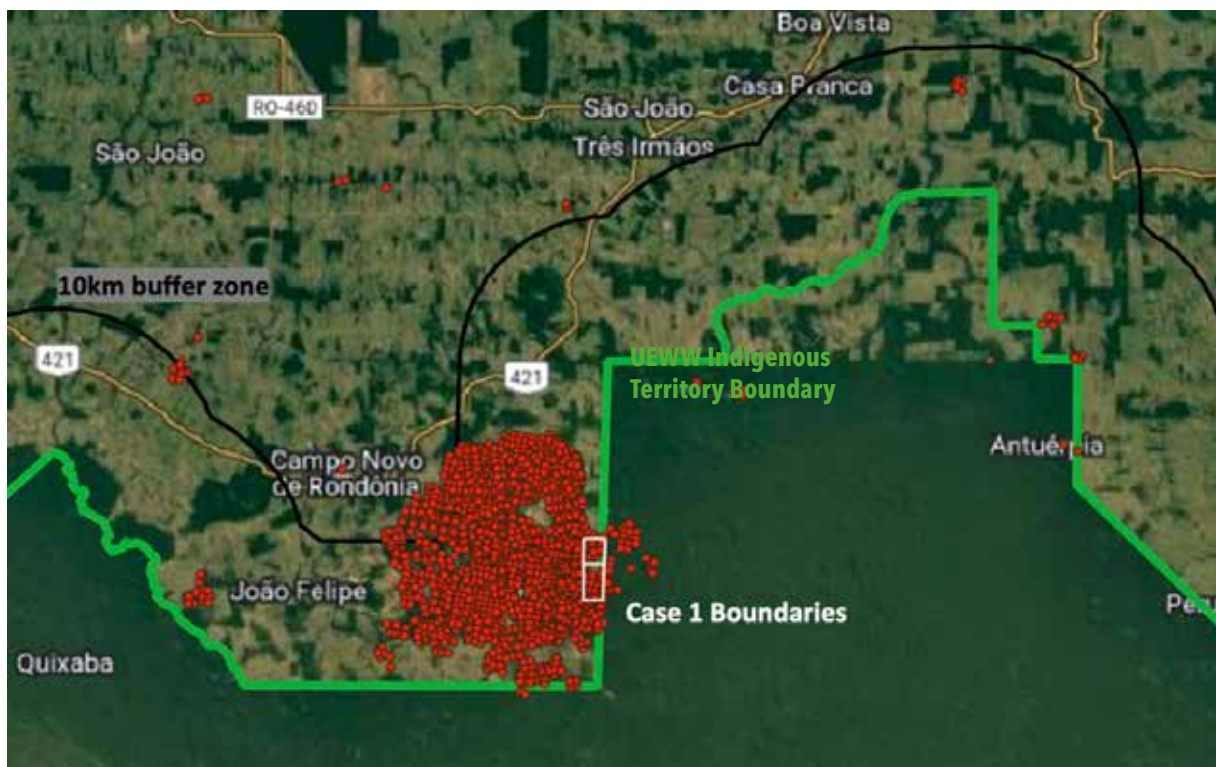 Boa Vista
Casa Branca
RO-460
São João
São João
Três Irmãos
10km buffer zone
421
421
UEWW Indigenous
Territory Boundary
Antuérpia
Campo Novo
de Rondônia
João Felipe
Case 1 Boundaries
Quixaba